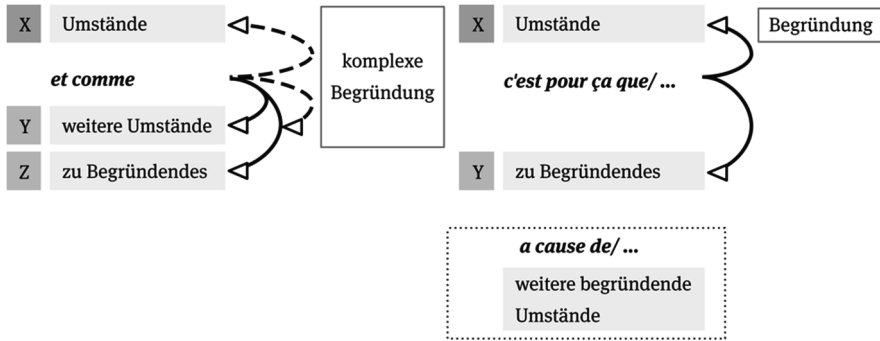 X Umstände
et comme
Y weitere Umstände
Z zu Begründendes
komplexe
Begründung
X Umstände
Begründung
c'est pour ça que/ ...
Y zu Begründendes
a cause de/ ...
weitere begründende
Umstände